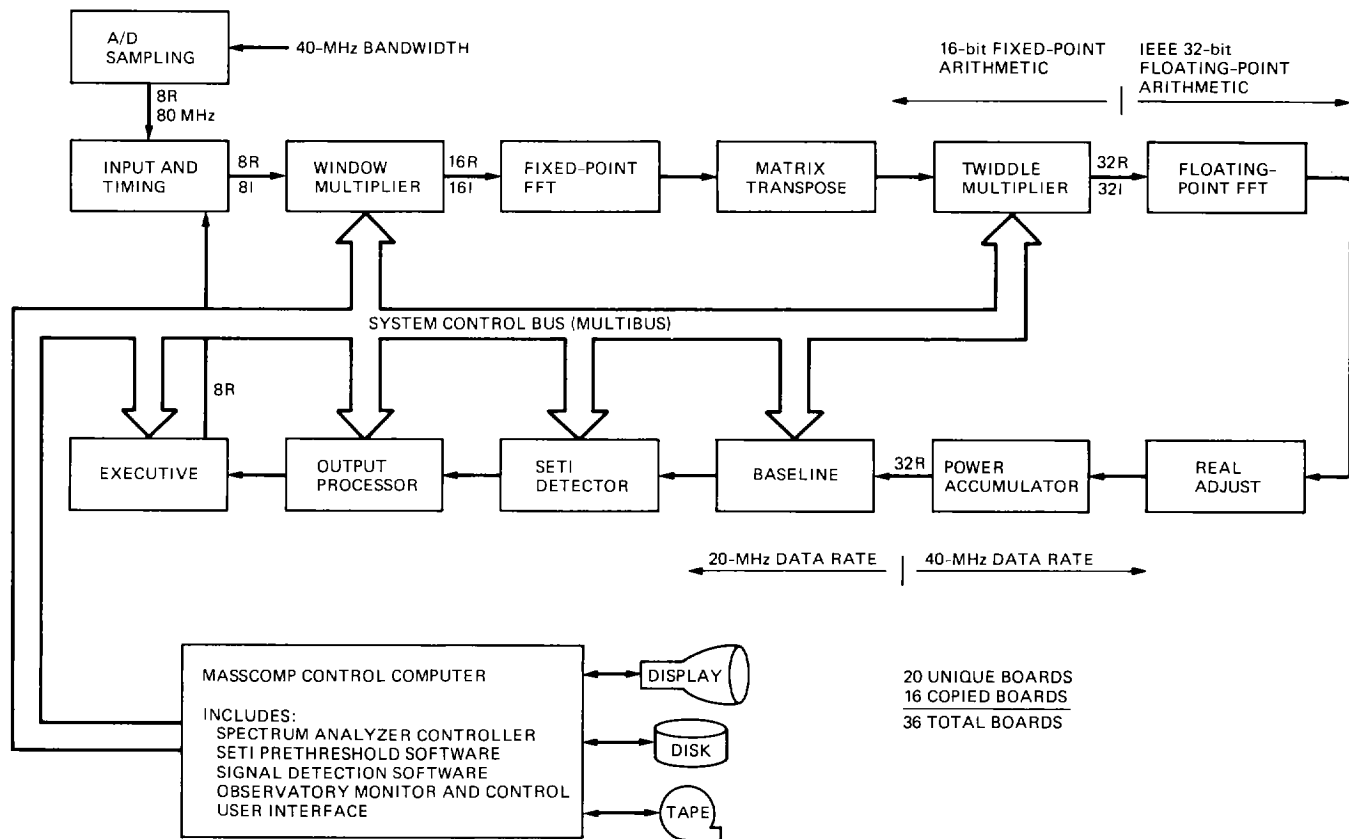 A/D
SAMPLING
40-MHz BANDWIDTH
8R
80 MHz
16-bit FIXED-POINT
ARITHMETIC
IEEE 32-bit
FLOATING-POINT
ARITHMETIC
INPUT AND
TIMING
8R
8I
WINDOW
MULTIPLIER
16R
16I
FIXED-POINT
FFT
MATRIX
TRANSPOSE
TWIDDLE
MULTIPLIER
32R
32I
FLOATING-
POINT FFT
SYSTEM CONTROL BUS (MULTIBUS)
8R
EXECUTIVE
OUTPUT
PROCESSOR
SETI
DETECTOR
BASELINE
32R
POWER
ACCUMULATOR
REAL
ADJUST
20-MHz DATA RATE
40-MHz DATA RATE
MASSCOMP CONTROL COMPUTER
INCLUDES:
SPECTRUM ANALYZER CONTROLLER
SETI PRETHRESHOLD SOFTWARE
SIGNAL DETECTION SOFTWARE
OBSERVATORY MONITOR AND CONTROL
USER INTERFACE
DISPLAY
DISK
TAPE
20 UNIQUE BOARDS
16 COPIED BOARDS
36 TOTAL BOARDS